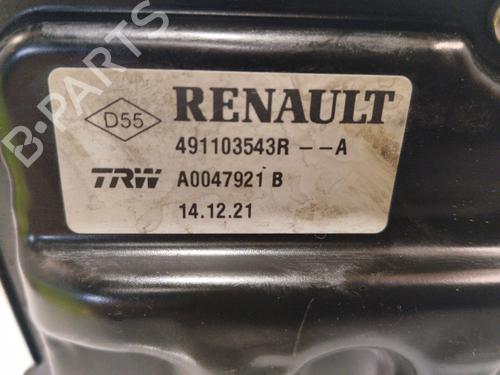 B-PARTS
D55
RENAULT
491103543R --A
TRW A0047921 B
14.12.21